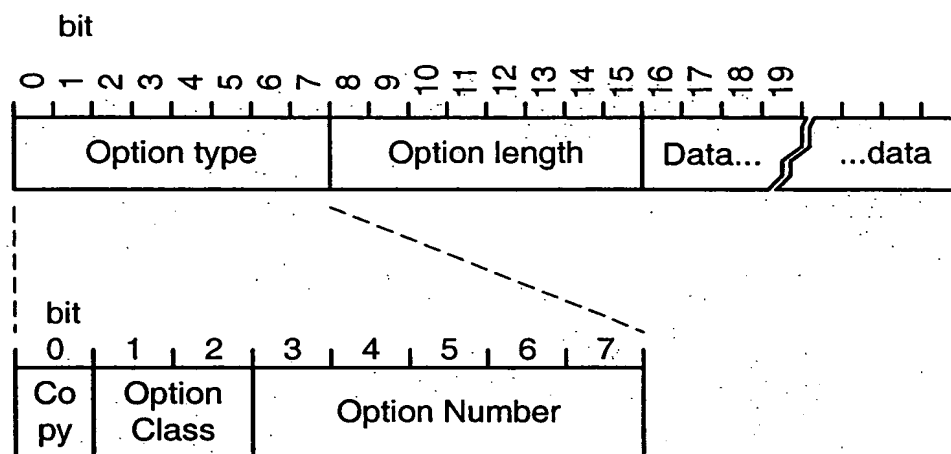 bit
0 1 2 3 4 5 6 7 8 9 10 11 12 13 14 15 16 17 18 19
Option type Option length Data... ...data
bit
0 1 2 3 4 5 6 7
Co
py
Option
Class
Option Number